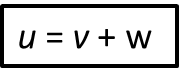 u = v + w